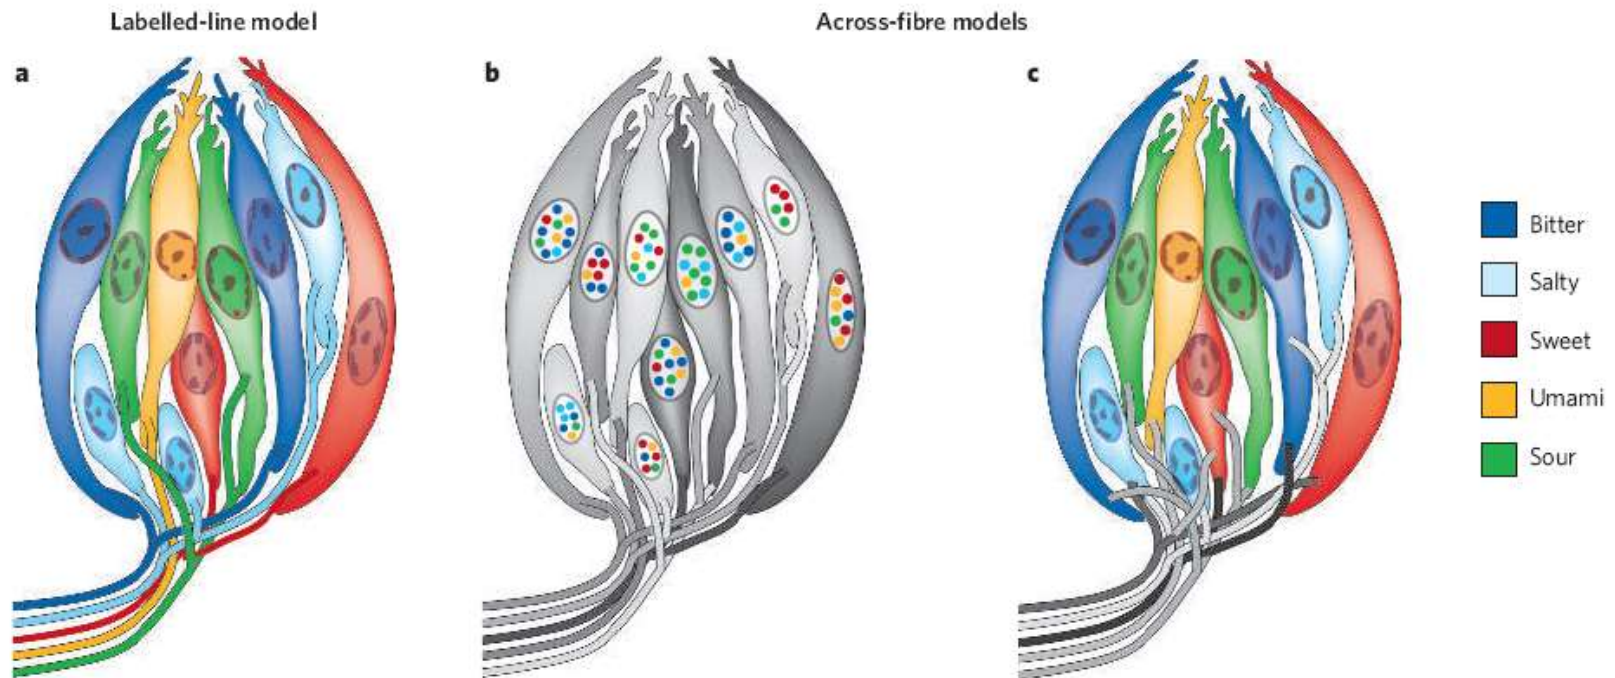 Labelled-line model
Across-fibre models
a
b
c
Bitter
Salty
Sweet
Umami
Sour